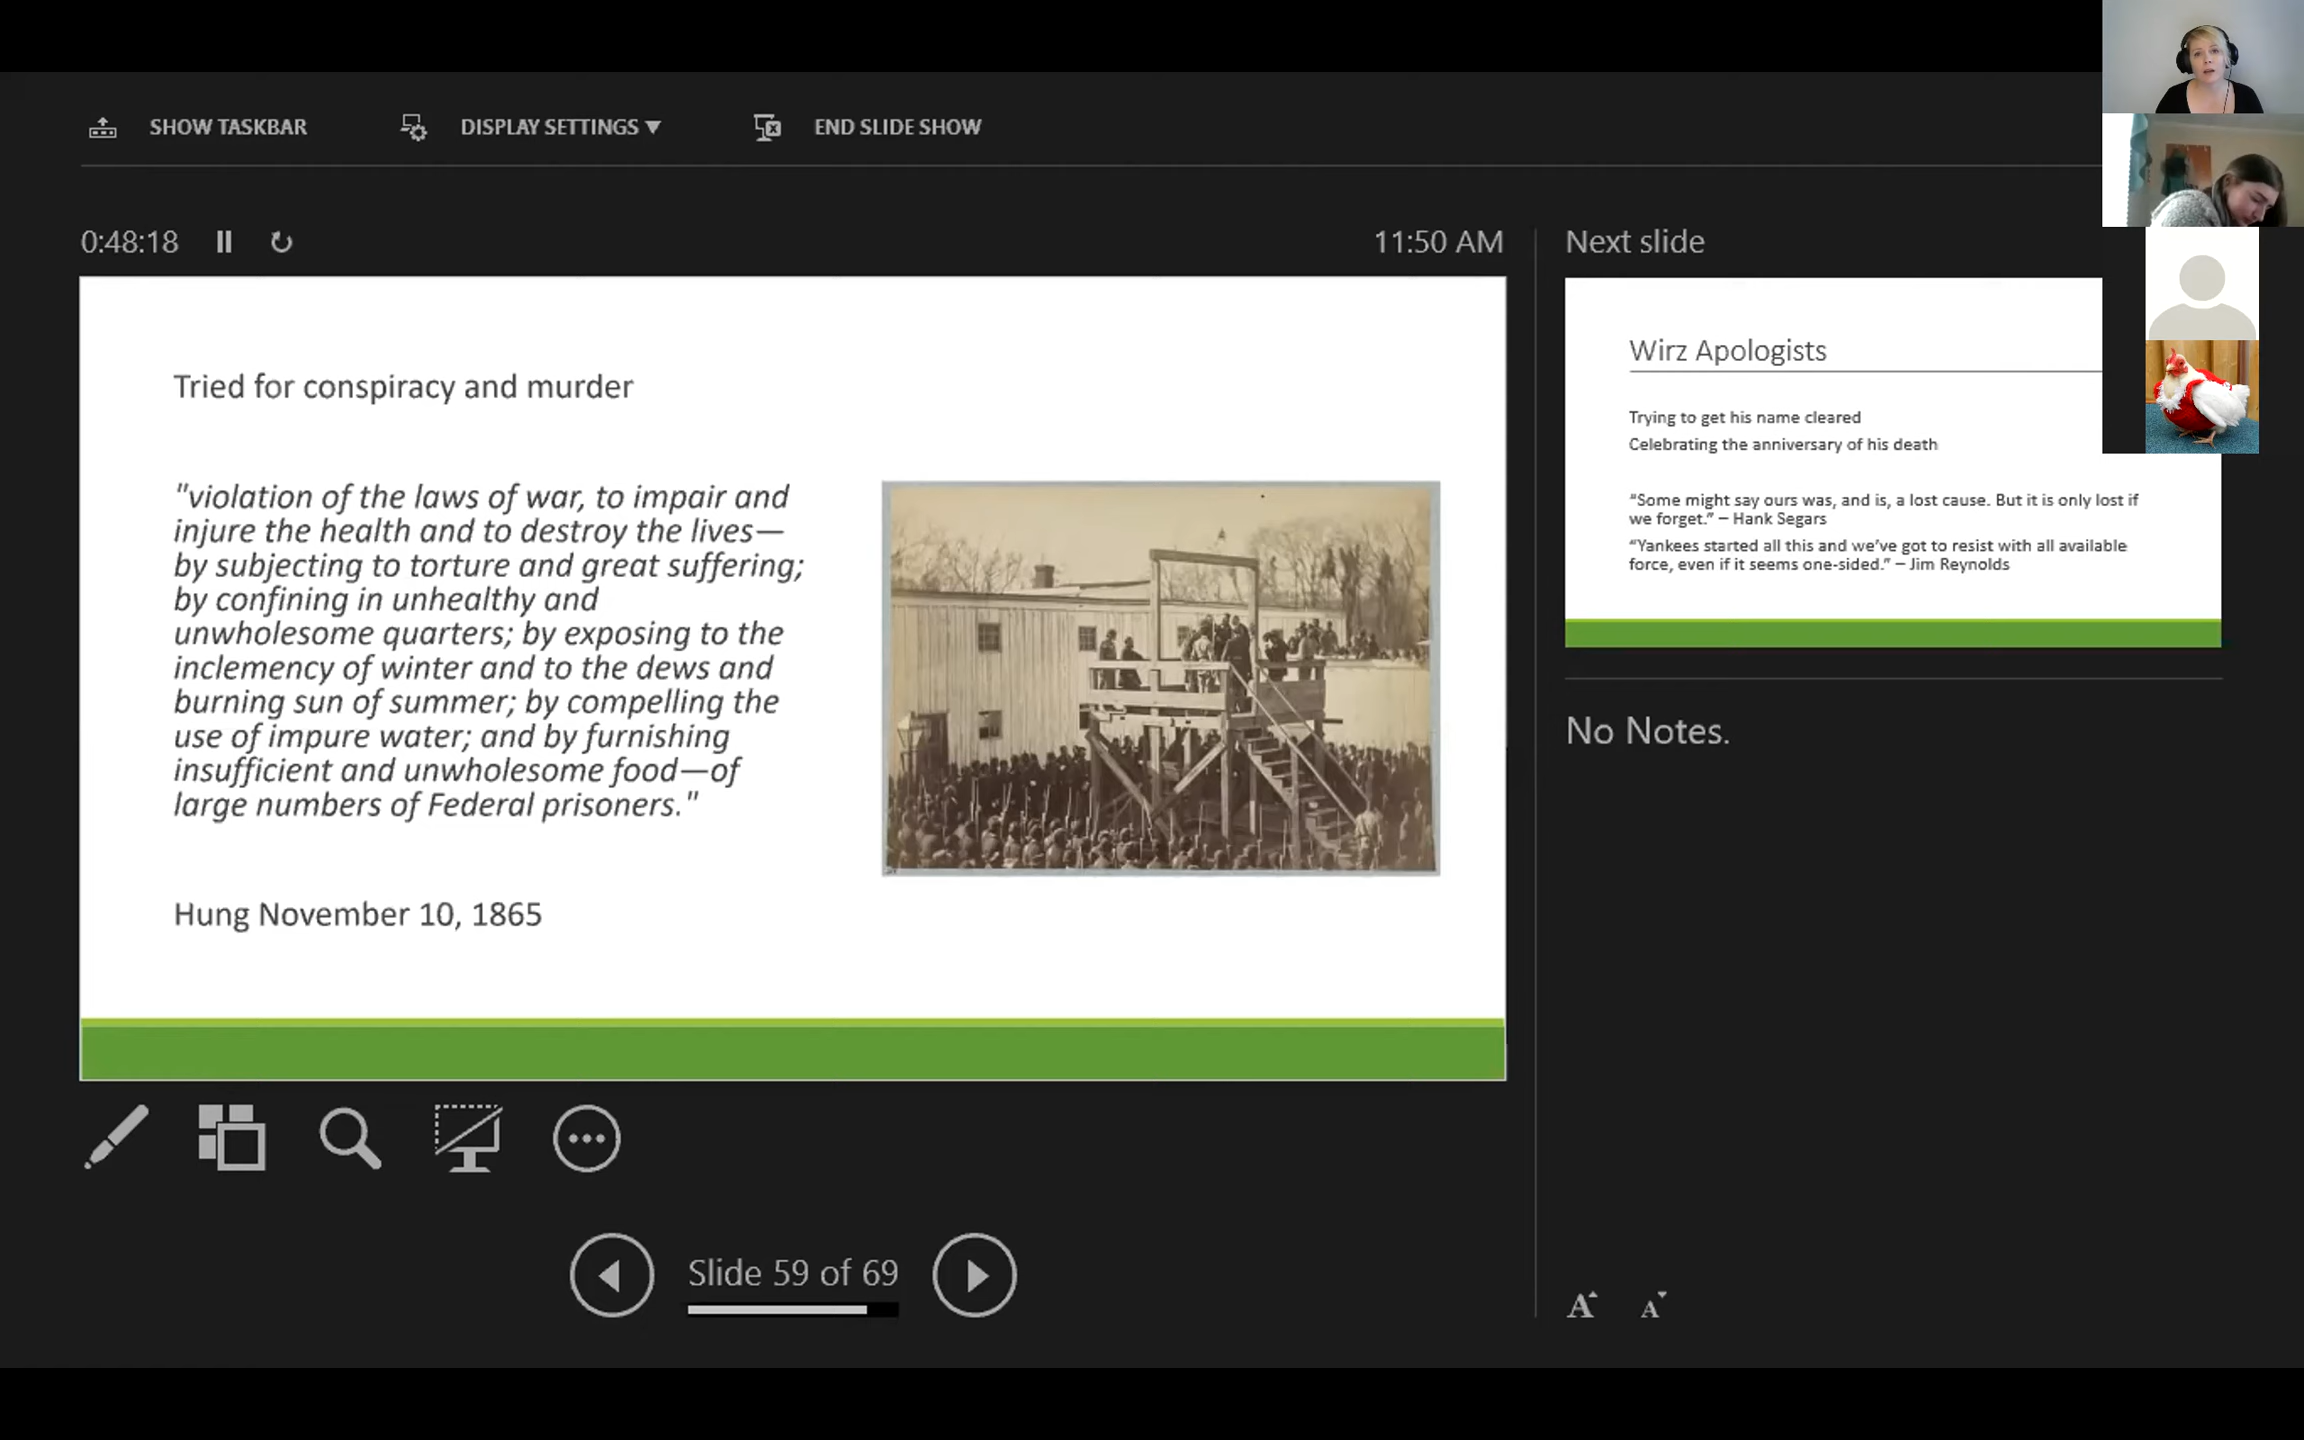 SHOW TASKBAR
DISPLAY SETTINGS ▼
END SLIDE SHOW
0:48:18
11:50 AM
Tried for conspiracy and murder
"violation of the laws of war, to impair and
injure the health and to destroy the lives—
by subjecting to torture and great suffering;
by confining in unhealthy and
unwholesome quarters; by exposing to the
inclemency of winter and to the dews and
burning sun of summer; by compelling the
use of impure water; and by furnishing
insufficient and unwholesome food—of
large numbers of Federal prisoners."
Hung November 10, 1865
Slide 59 of 69
Next slide
Wirz Apologists
Trying to get his name cleared
Celebrating the anniversary of his death
“Some might say ours was, and is, a lost cause. But it is only lost if
we forget.” – Hank Segars
“Yankees started all this and we’ve got to resist with all available
force, even if it seems one-sided.” – Jim Reynolds
No Notes.
A A